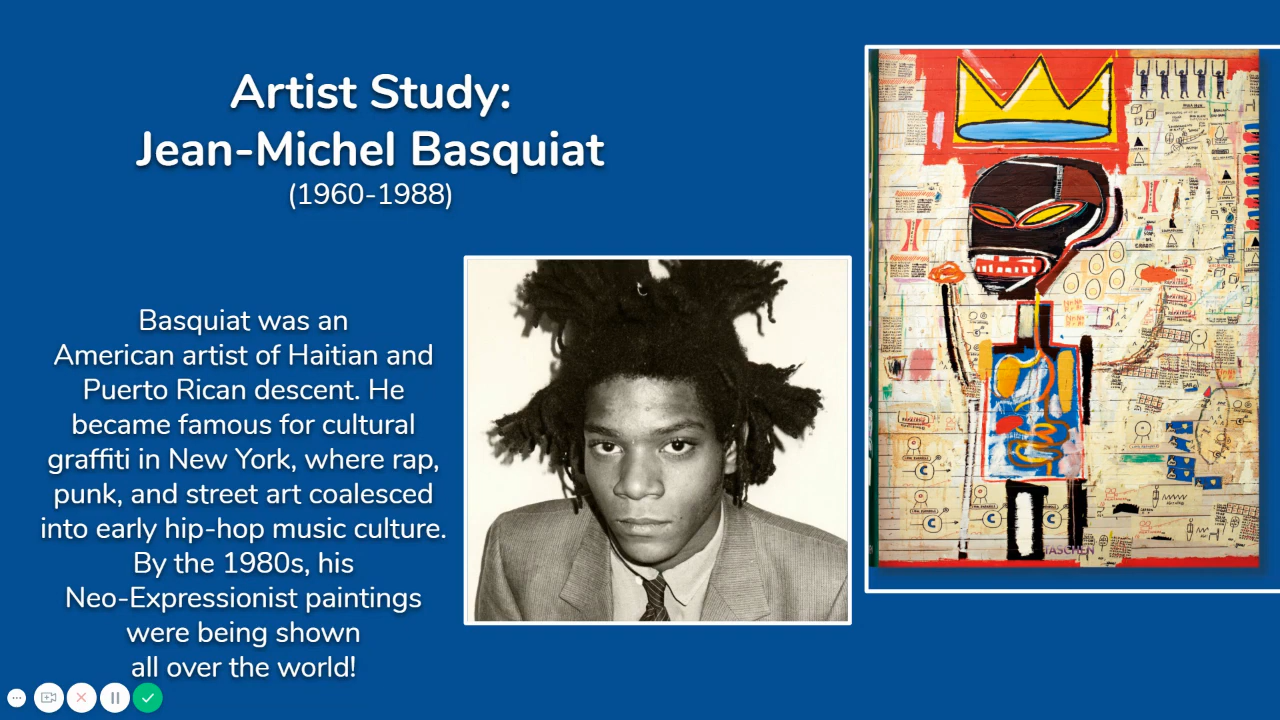 Artist Study:
Jean-Michel Basquiat
(1960-1988)
Basquiat was an
American artist of Haitian and
Puerto Rican descent. He
became famous for cultural
graffiti in New York, where rap,
punk, and street art coalesced
into early hip-hop music culture.
By the 1980s, his
Neo-Expressionist paintings
were being shown
all over the world!
TASCHEN